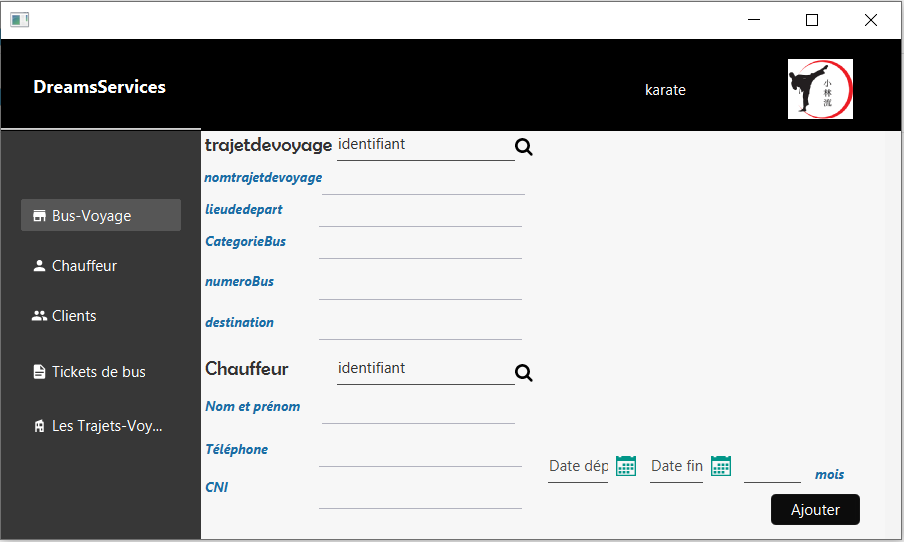 DreamsServices
karate
小
林
流
Bus-Voyage
Chauffeur
Clients
Tickets de bus
Les Trajets-Voy...
trajetdevoyage identifiant
nomtrajetdevoyage
lieudedepart
CategorieBus
numeroBus
destination
Chauffeur identifiant
Nom et prénom
Téléphone
CNI
Date dép Date fin mois
Ajouter